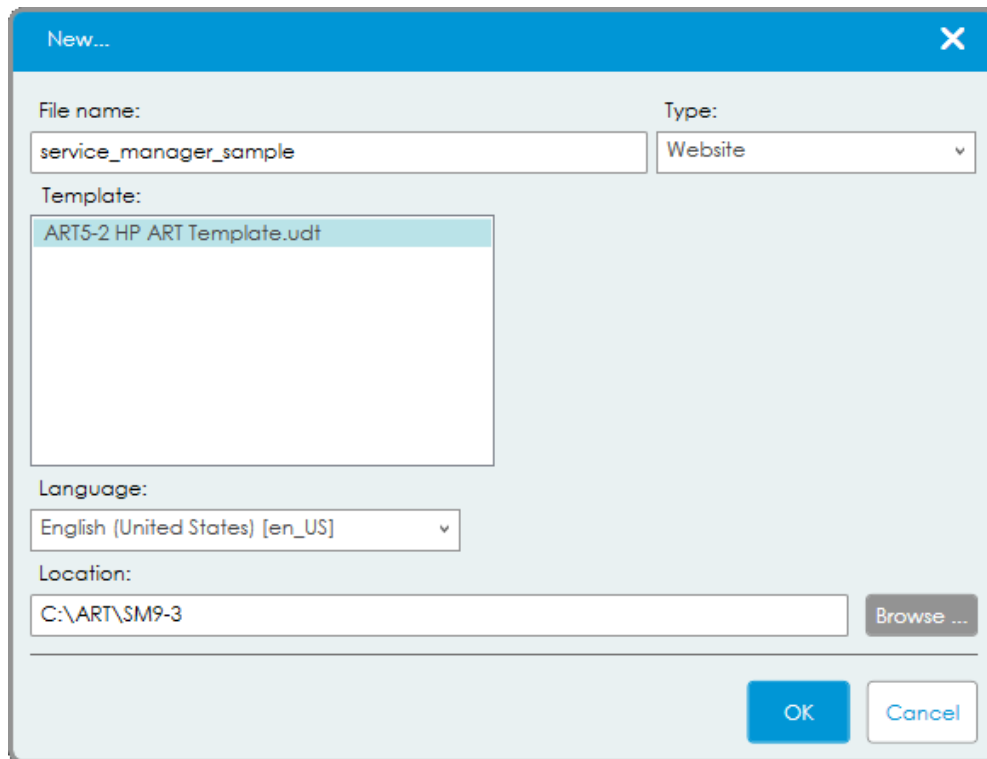 New...
File name:
Type:
service_manager_sample
Website
Template:
ART5-2 HP ART Template.udt
Language:
English (United States) [en_US]
Location:
C:\ART\SM9-3
Browse ...
OK
Cancel